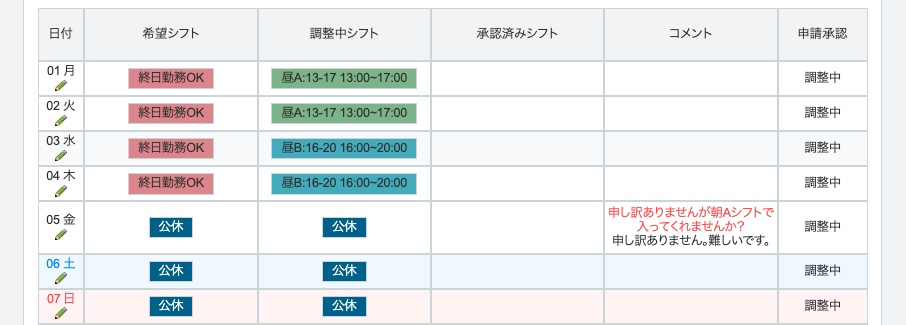 日付 希望シフト 調整中シフト 承認済みシフト コメント 申請承認
01 月 終日勤務OK 昼A:13-17 13:00~17:00 調整中
02 火 終日勤務OK 昼A:13-17 13:00~17:00 調整中
03 水 終日勤務OK 昼B:16-20 16:00~20:00 調整中
04 木 終日勤務OK 昼B:16-20 16:00~20:00 調整中
05 金 公休 公休 申し訳ありませんが朝Aシフトで
入ってくれませんか？
申し訳ありません。難しいです。 調整中
06 土 公休 公休 調整中
07 日 公休 公休 調整中